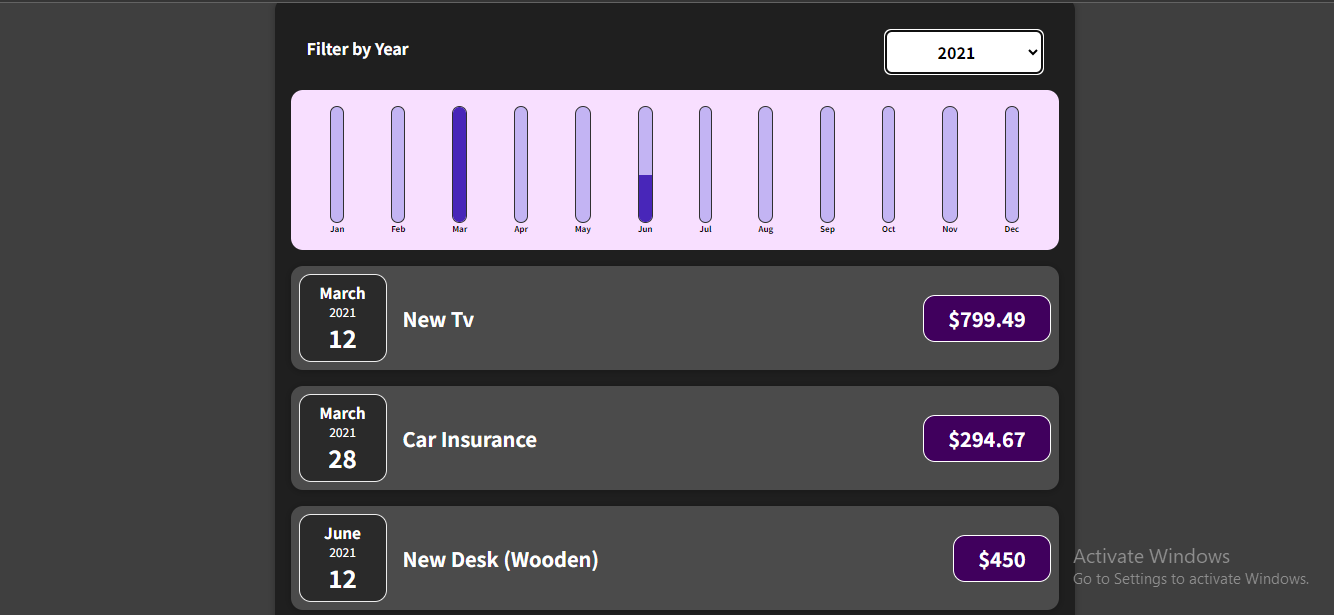 Filter by Year
2021
Jan Feb Mar Apr May Jun Jul Aug Sep Oct Nov Dec
March
2021
12
New Tv
$799.49
March
2021
28
Car Insurance
$294.67
June
2021
12
New Desk (Wooden)
$450
Activate Windows
Go to Settings to activate Windows.